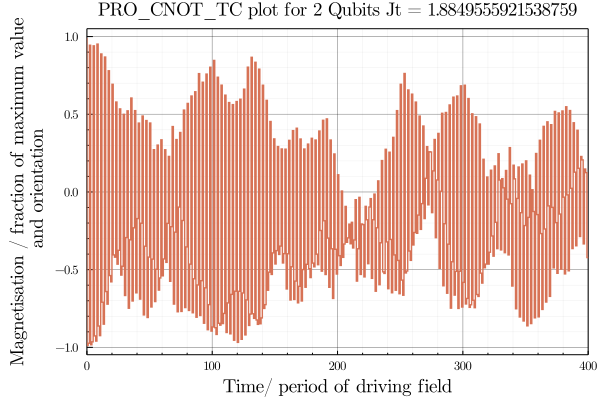 PRO_CNOT_TC plot for 2 Qubits Jt = 1.8849555921538759
Magnetisation / fraction of maximum value
and orientation
1.0
0.5
0.0
−0.5
−1.0
0 100 200 300 400
Time/ period of driving field